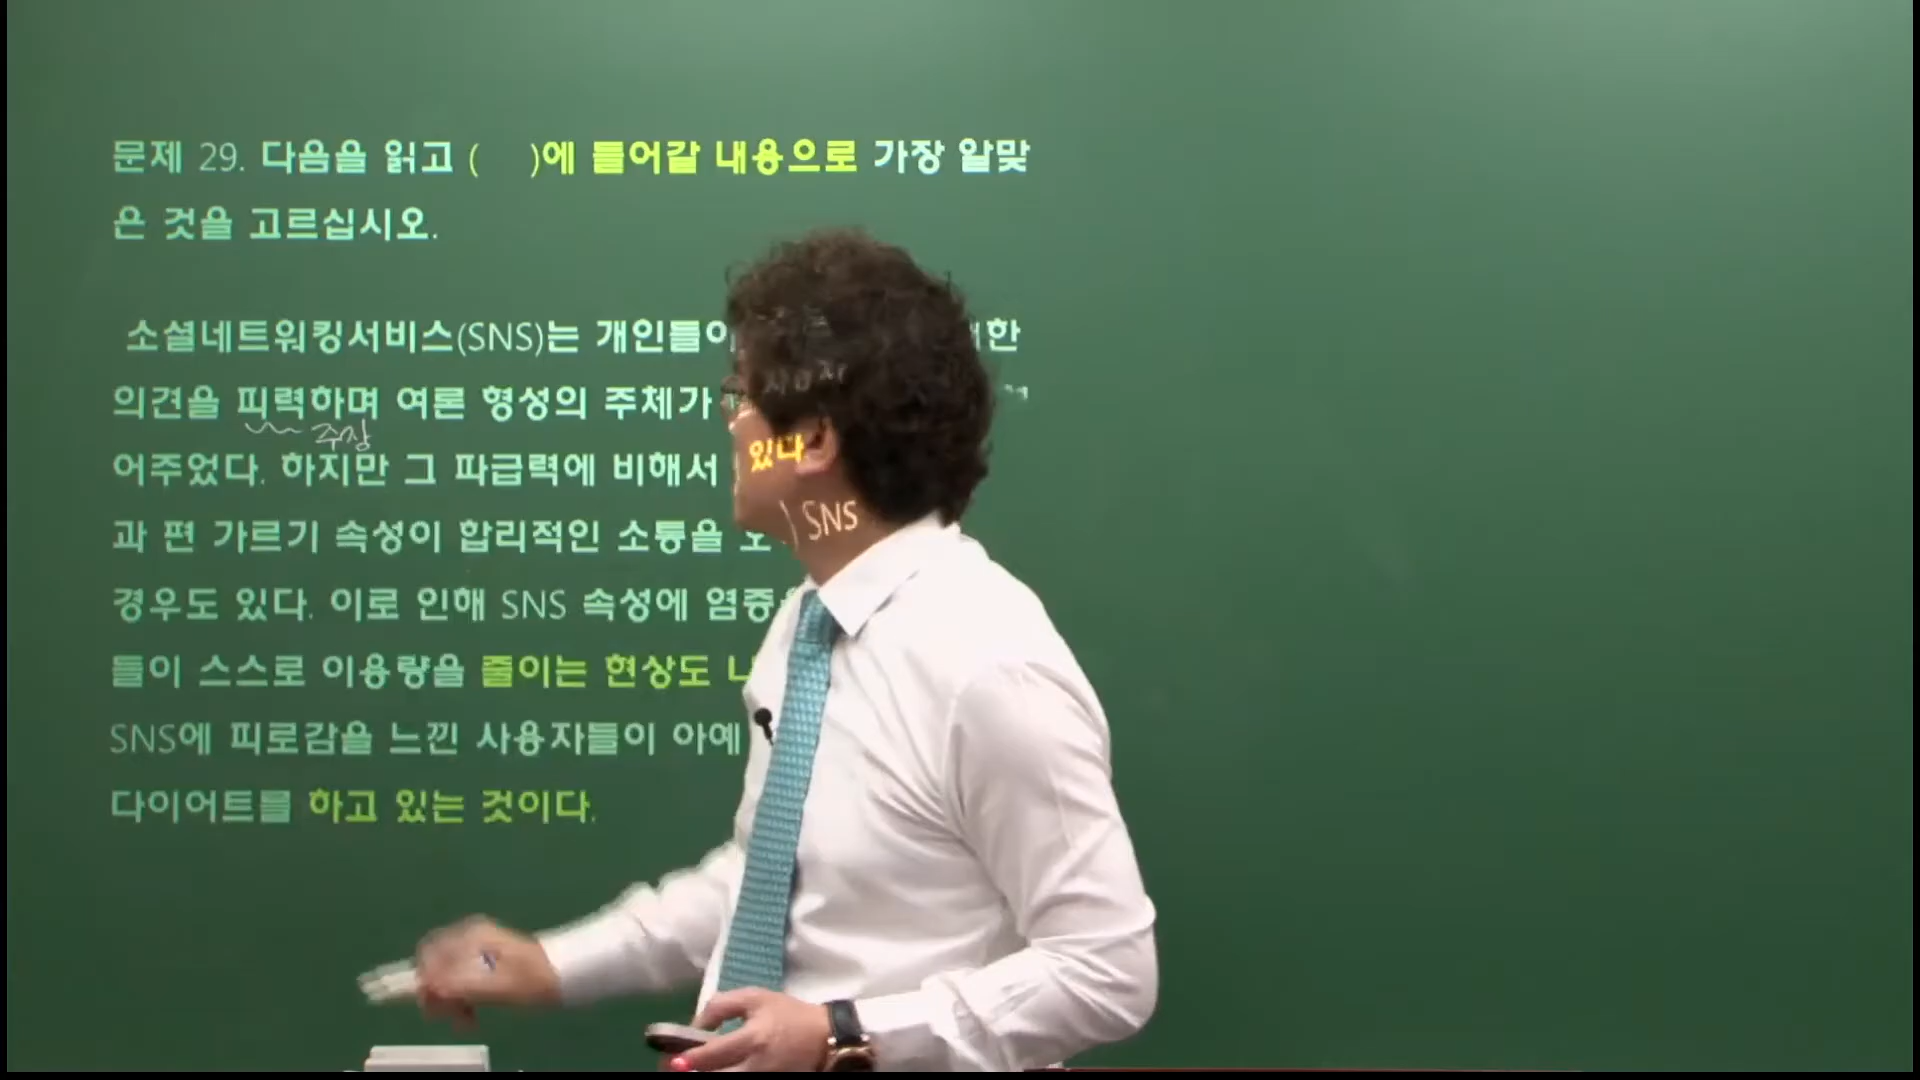 문제 29. 다음을 읽고 (    )에 들어갈 내용으로 가장 알맞
은 것을 고르십시오.
소셜네트워킹서비스(SNS)는 개인들이
의견을 피력하며 여론 형성의 주체가
주장
어주었다. 하지만 그 파급력에 비해서 있다
과 편 가르기 속성이 합리적인 소통을 ) SNS
경우도 있다. 이로 인해 SNS 속성에 염증
들이 스스로 이용량을 줄이는 현상도
SNS에 피로감을 느낀 사용자들이 아예
다이어트를 하고 있는 것이다.